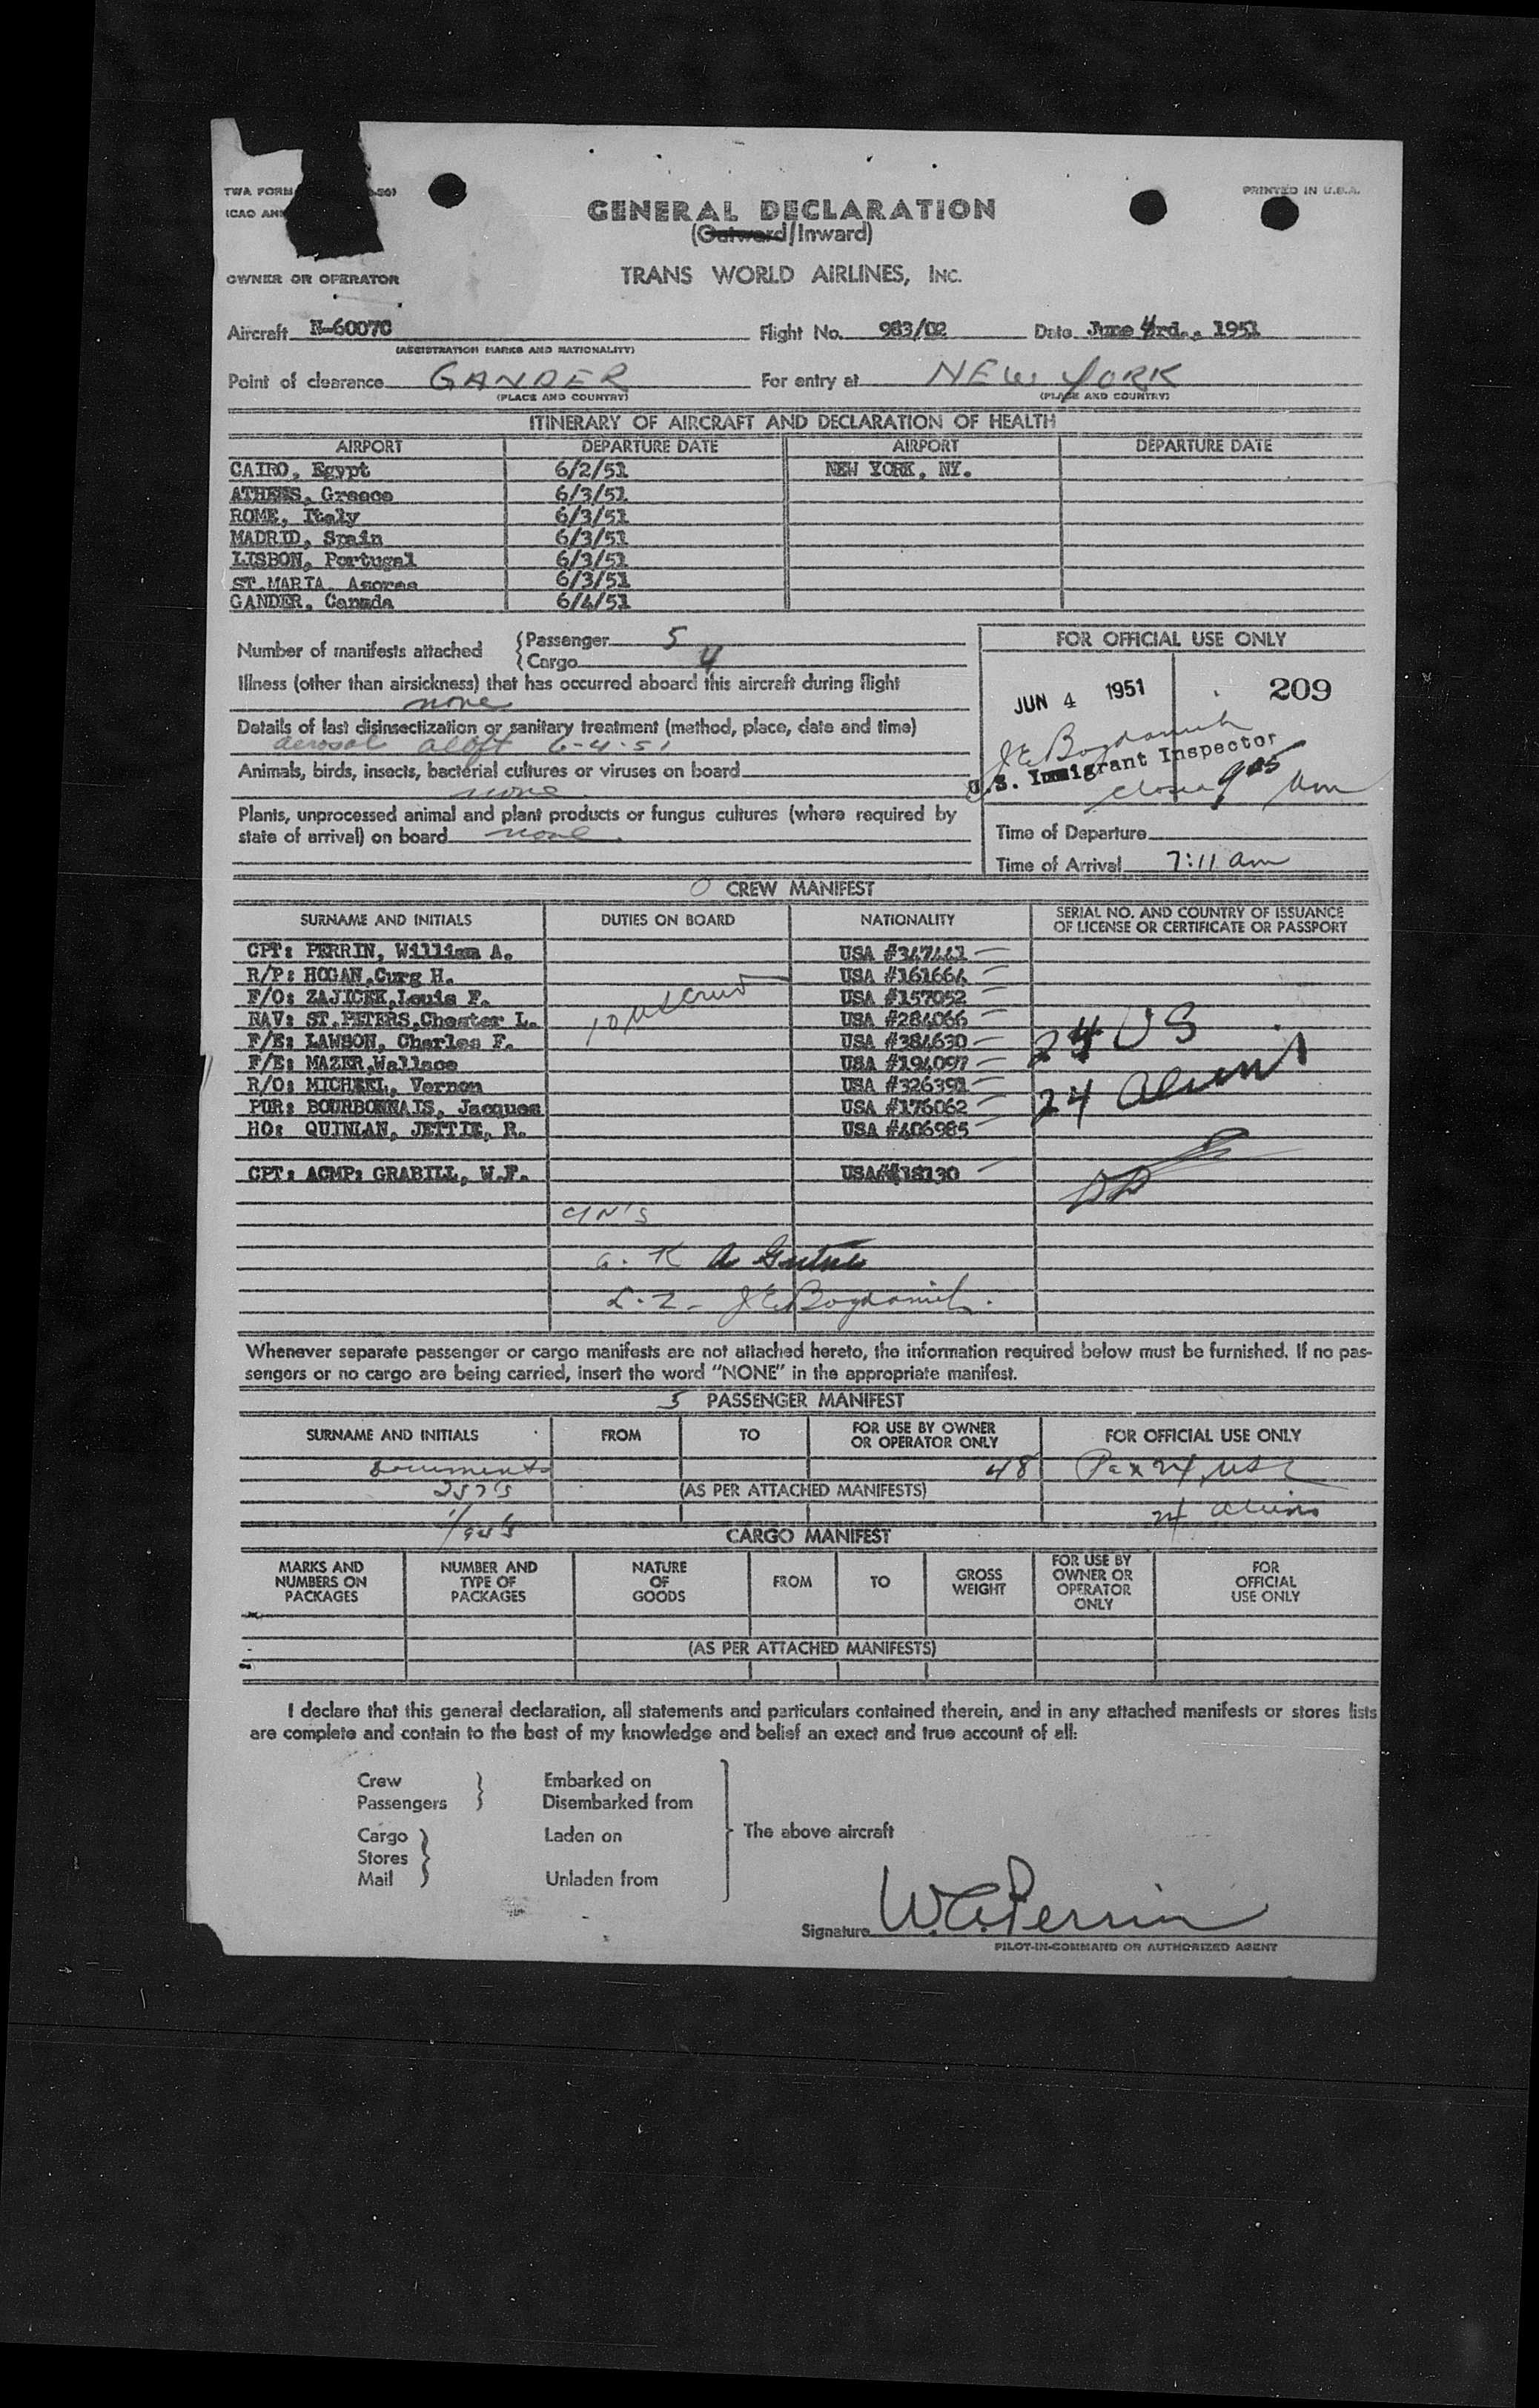 TWA FORM -50)
PRINTED IN U.S.A.
(CAO
GENERAL DECLARATION
(Outward/Inward)
OWNER OR OPERATOR TRANS WORLD AIRLINES, INC.
Aircraft N-6007C Flight No. 983/02 Date June 4rd., 1951
(REGISTRATION MARKS AND NATIONALITY)
Point of clearance GANDER For entry at NEW YORK
(PLACE AND COUNTRY) (PLACE AND COUNTRY)
ITINERARY OF AIRCRAFT AND DECLARATION OF HEALTH
AIRPORT DEPARTURE DATE AIRPORT DEPARTURE DATE
CAIRO, Egypt 6/2/51 NEW YORK, NY.
ATHENS, Greece 6/3/51
ROME, Italy 6/3/51
MADRID, Spain 6/3/51
LISBON, Portugal 6/3/51
ST.MARIA, Azores 6/3/51
GANDER, Canada 6/4/51
Number of manifests attached
(Passenger 5
(Cargo 4
Illness (other than airsickness) that has occurred aboard this aircraft during flight
none
Details of last disinsectization or sanitary treatment (method, place, date and time)
aerosol aloft 6-4-51
Animals, birds, insects, bacterial cultures or viruses on board
none
Plants, unprocessed animal and plant products or fungus cultures (where required by
state of arrival) on board none.
FOR OFFICIAL USE ONLY
JUN 4 1951 209
J E Bogdanich
U.S. Immigrant Inspector
closed 9 05 am
Time of Departure
Time of Arrival 7:11 am
CREW MANIFEST
SURNAME AND INITIALS DUTIES ON BOARD NATIONALITY SERIAL NO. AND COUNTRY OF ISSUANCE
OF LICENSE OR CERTIFICATE OR PASSPORT
CPT: PERRIN, William A. USA #347441
R/P: HOGAN,Curg H. USA #161664
F/O: ZAJICEK,Louis F. USA #157052
NAV: ST.PETERS,Chester L. USA #284066
F/E: LAWSON, Charles F. USA #384630
F/E: MAZER,Wallace USA #194097
R/O: MICHEEL, Vernon USA #326391
PUR: BOURBONNAIS, Jacques USA #176062
HO: QUINLAN, JETTIE, R. USA #406985
24 US
24 Aliens
CPT: ACMP: GRABILL, W.F. USA##18130
J E Bogdanich.
Whenever separate passenger or cargo manifests are not attached hereto, the information required below must be furnished. If no pas-
sengers or no cargo are being carried, insert the word "NONE" in the appropriate manifest.
5 PASSENGER MANIFEST
SURNAME AND INITIALS FROM TO FOR USE BY OWNER
OR OPERATOR ONLY FOR OFFICIAL USE ONLY
Documents 48 Pax 24 USC
257's (AS PER ATTACHED MANIFESTS)
24 aliens
CARGO MANIFEST
MARKS AND
NUMBERS ON
PACKAGES
NUMBER AND
TYPE OF
PACKAGES
NATURE
OF
GOODS
FROM
TO
GROSS
WEIGHT
FOR USE BY
OWNER OR
OPERATOR
ONLY
FOR
OFFICIAL
USE ONLY
(AS PER ATTACHED MANIFESTS)
I declare that this general declaration, all statements and particulars contained therein, and in any attached manifests or stores lists
are complete and contain to the best of my knowledge and belief an exact and true account of all:
Crew Embarked on
Passengers Disembarked from
Cargo Laden on The above aircraft
Stores
Mail Unladen from
Signature W.A.Perrin
PILOT-IN-COMMAND OR AUTHORIZED AGENT